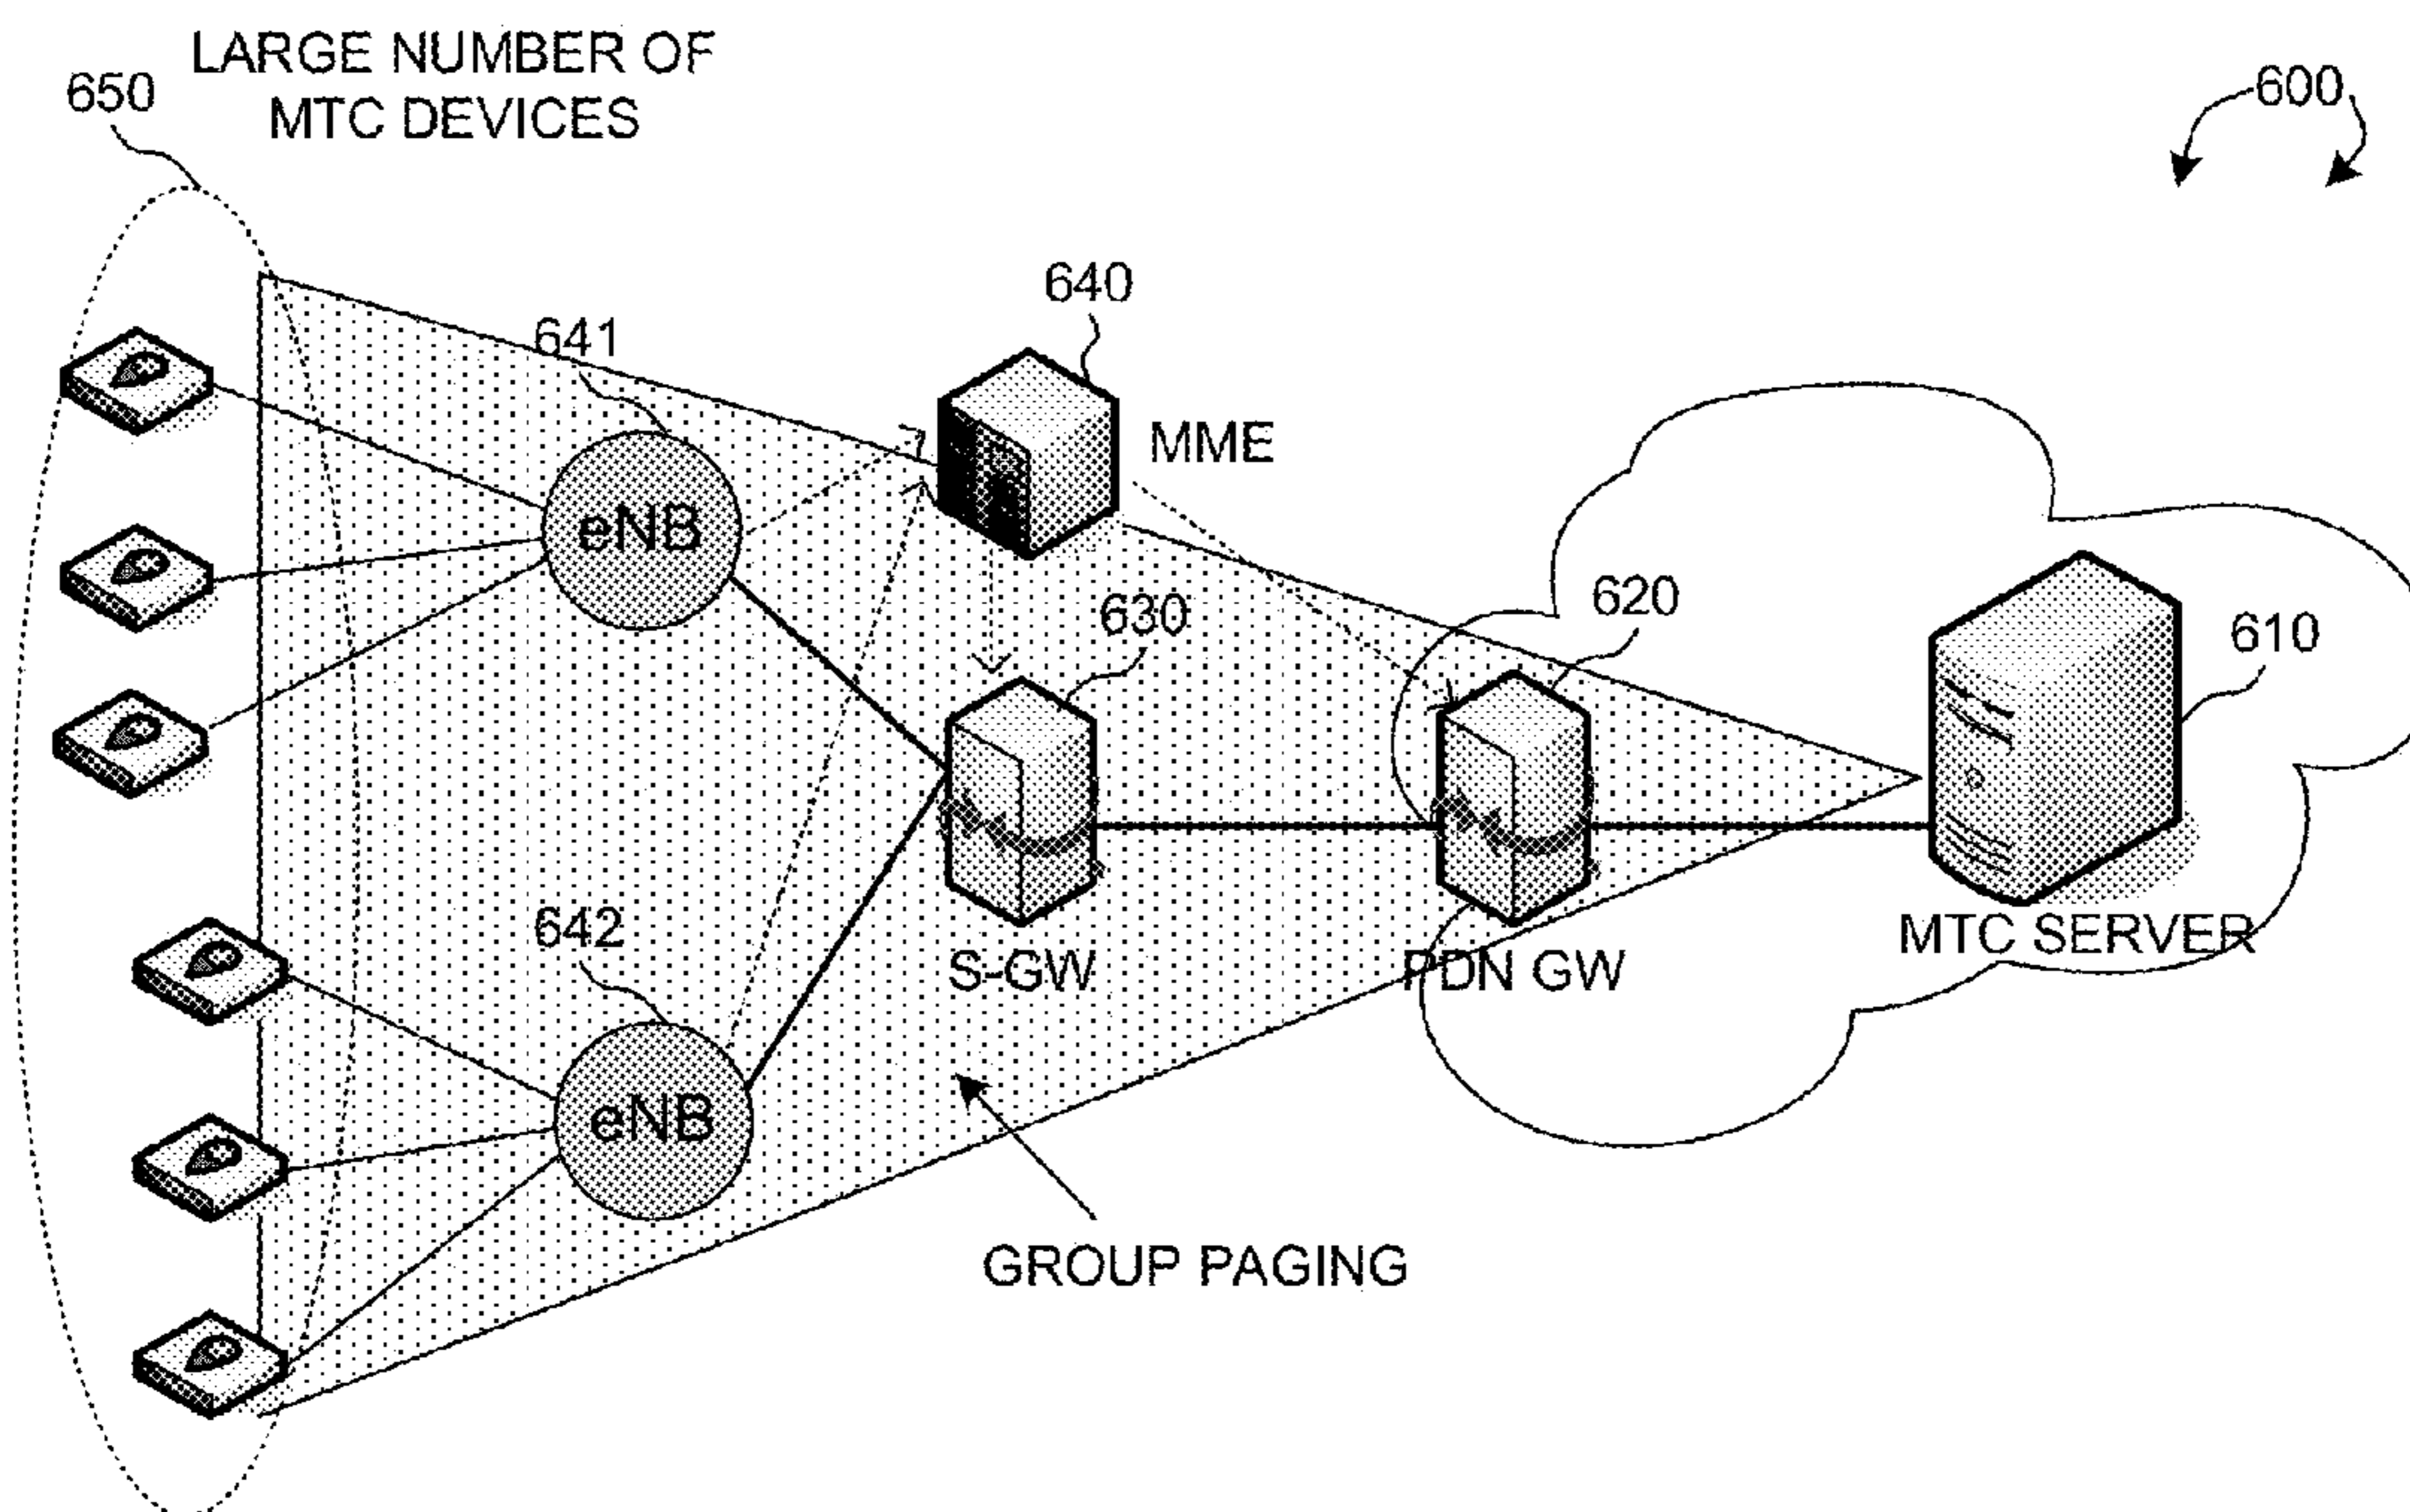 LARGE NUMBER OF
MTC DEVICES
650
600
640
641
MME
eNB
630
620
610
642
S-GW
PDN GW
MTC SERVER
eNB
GROUP PAGING